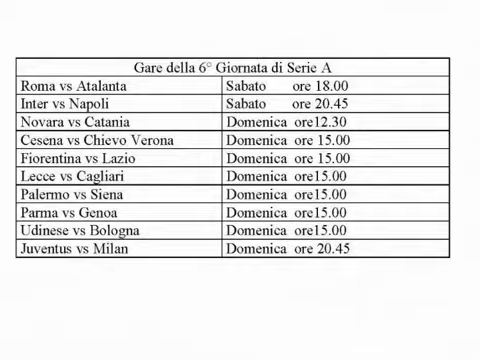 Gare della 6° Giornata di Serie A
Roma vs Atalanta Sabato ore 18.00
Inter vs Napoli Sabato ore 20.45
Novara vs Catania Domenica ore12.30
Cesena vs Chievo Verona Domenica ore 15.00
Fiorentina vs Lazio Domenica ore 15.00
Lecce vs Cagliari Domenica ore15.00
Palermo vs Siena Domenica ore15.00
Parma vs Genoa Domenica ore15.00
Udinese vs Bologna Domenica ore15.00
Juventus vs Milan Domenica ore 20.45